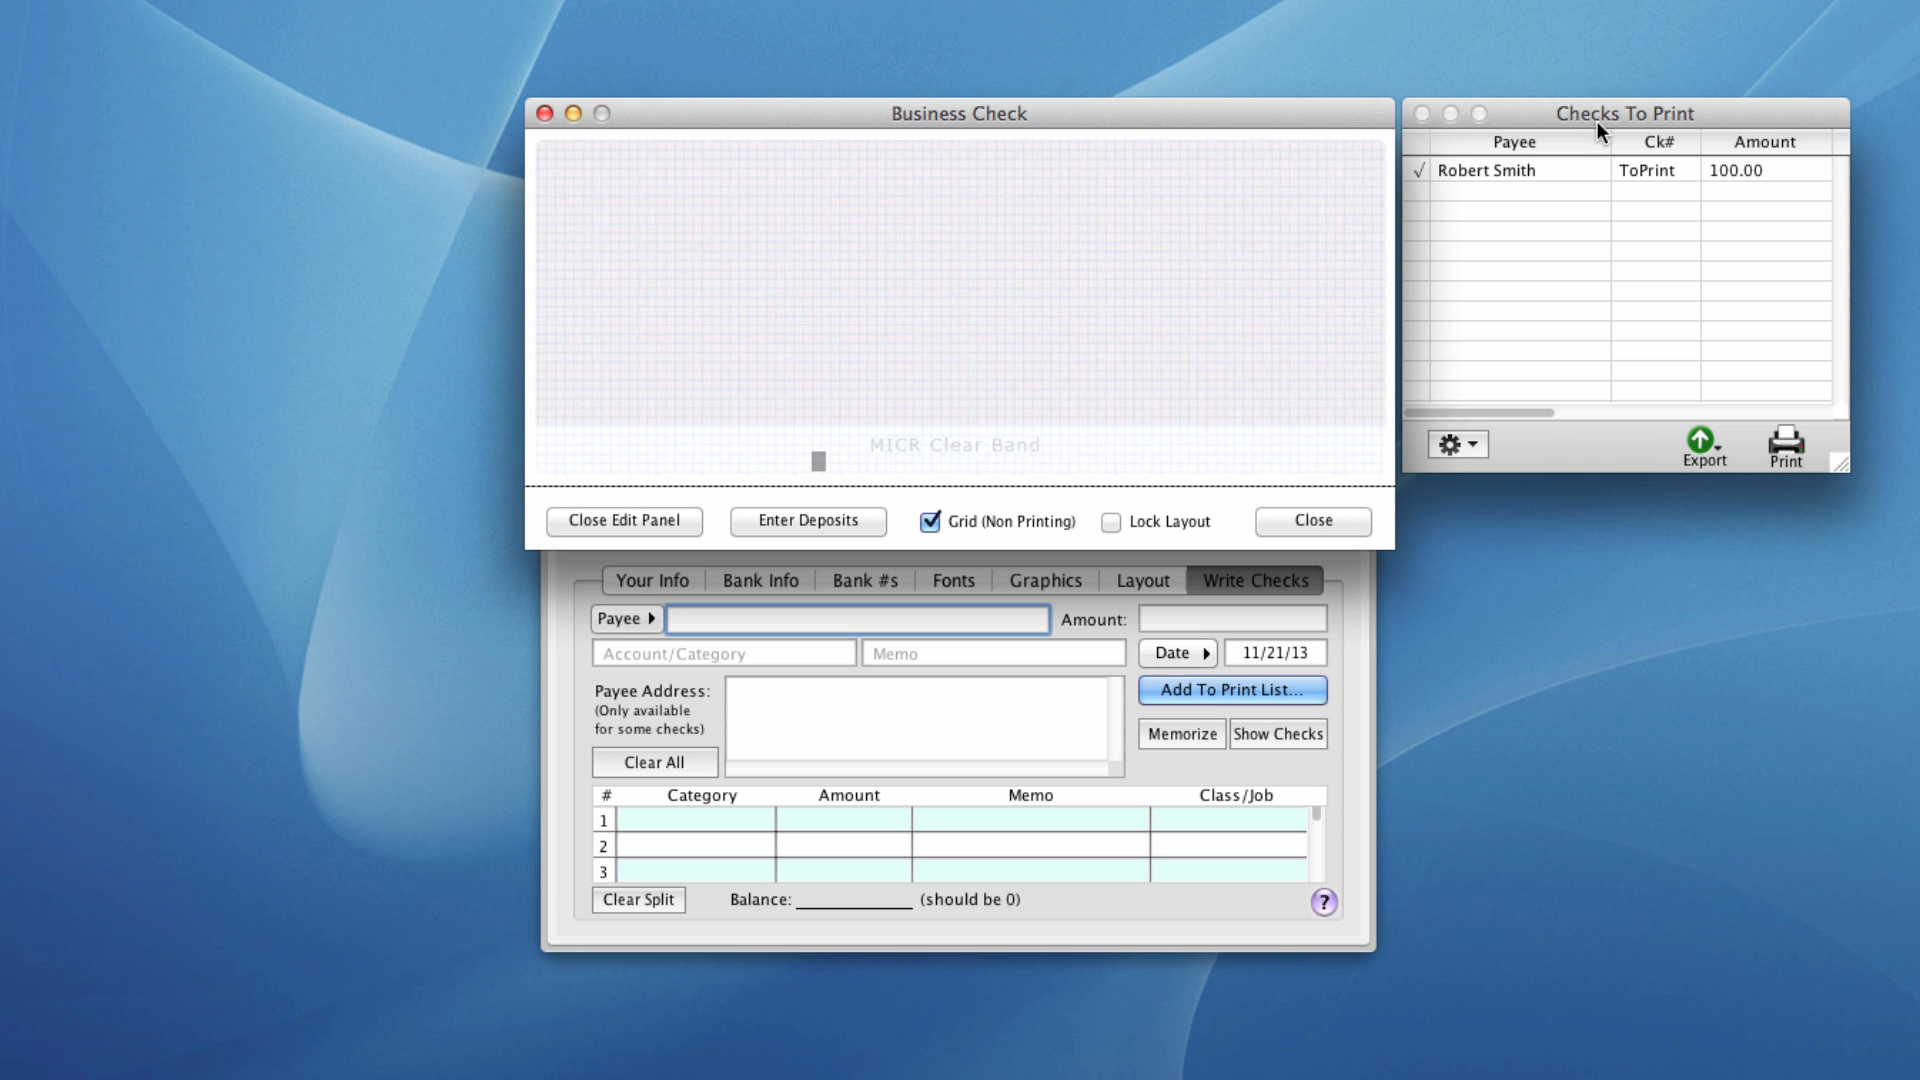 Business Check
MICR Clear Band
Close Edit Panel
Enter Deposits
Grid (Non Printing)
Lock Layout
Close
Checks To Print
Payee Ck# Amount
√ Robert Smith ToPrint 100.00
Export
Print
Your Info Bank Info Bank #s Fonts Graphics Layout Write Checks
Payee Amount:
Account/Category Memo Date 11/21/13
Payee Address:
(Only available
for some checks)
Add To Print List...
Memorize Show Checks
Clear All
# Category Amount Memo Class/Job
1
2
3
Clear Split Balance: (should be 0) ?